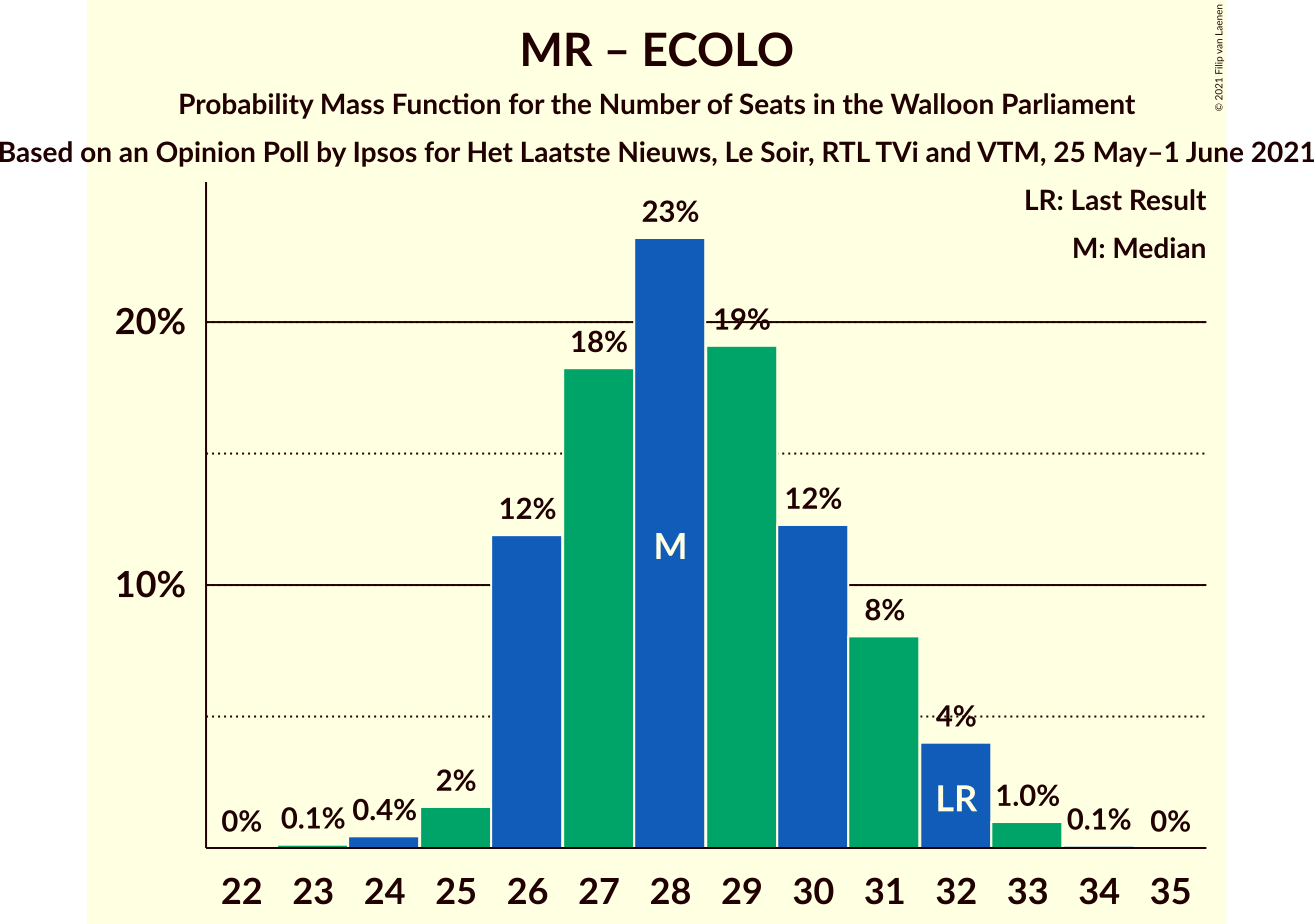 MR – ECOLO
Probability Mass Function for the Number of Seats in the Walloon Parliament
Based on an Opinion Poll by Ipsos for Het Laatste Nieuws, Le Soir, RTL TVi and VTM, 25 May–1 June 2021
© 2021 Filip van Laenen
LR: Last Result
M: Median
20%
10%
0%
0.1%
0.4%
2%
12%
18%
23%
19%
12%
8%
4%
1.0%
0.1%
0%
M
LR
22 23 24 25 26 27 28 29 30 31 32 33 34 35